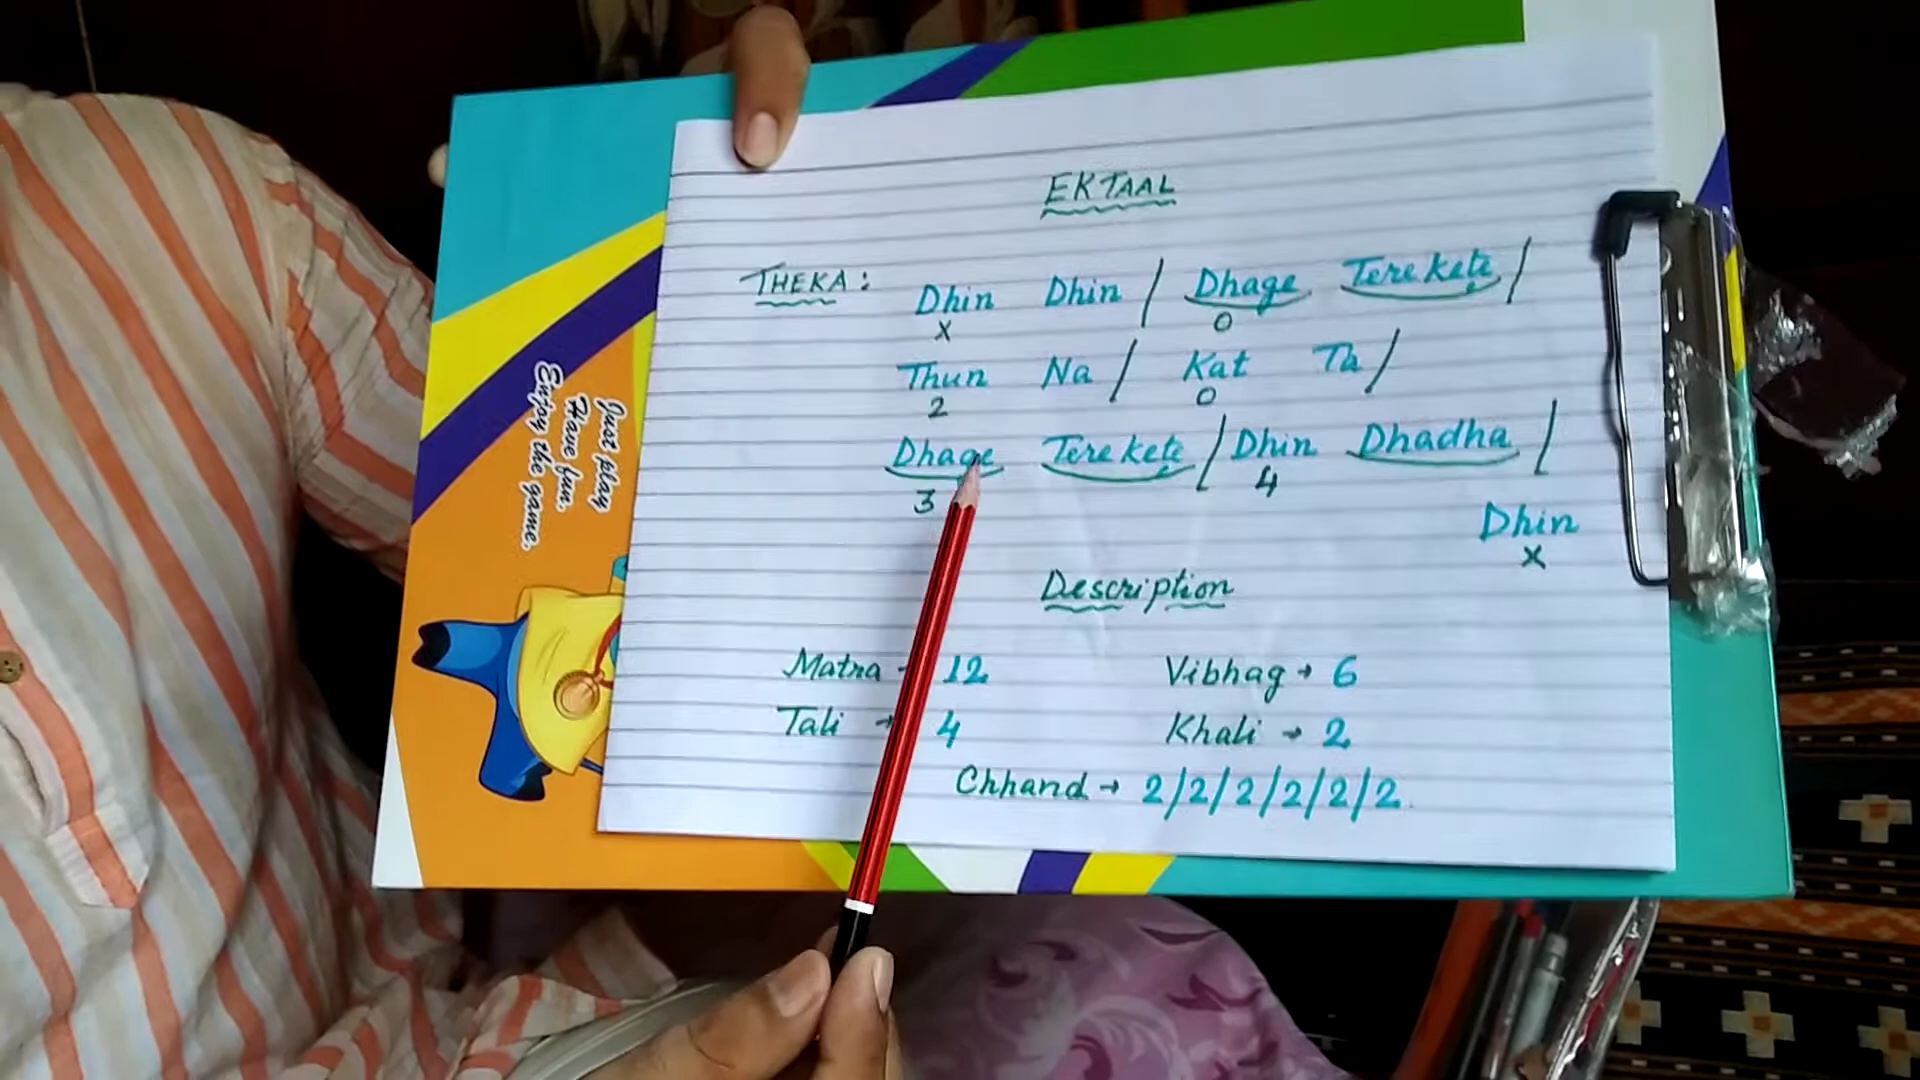 EKTAAL
THEKA: Dhin Dhin / Dhage Terekete /
X 0
Thun Na / Kat Ta /
2 0
Dhage Terekete / Dhin Dhadha /
3 4
Dhin
X
Description
Matra → 12 Vibhag → 6
Tali → 4 Khali → 2
Chhand → 2/2/2/2/2/2
Just play
Have fun.
Enjoy the game.